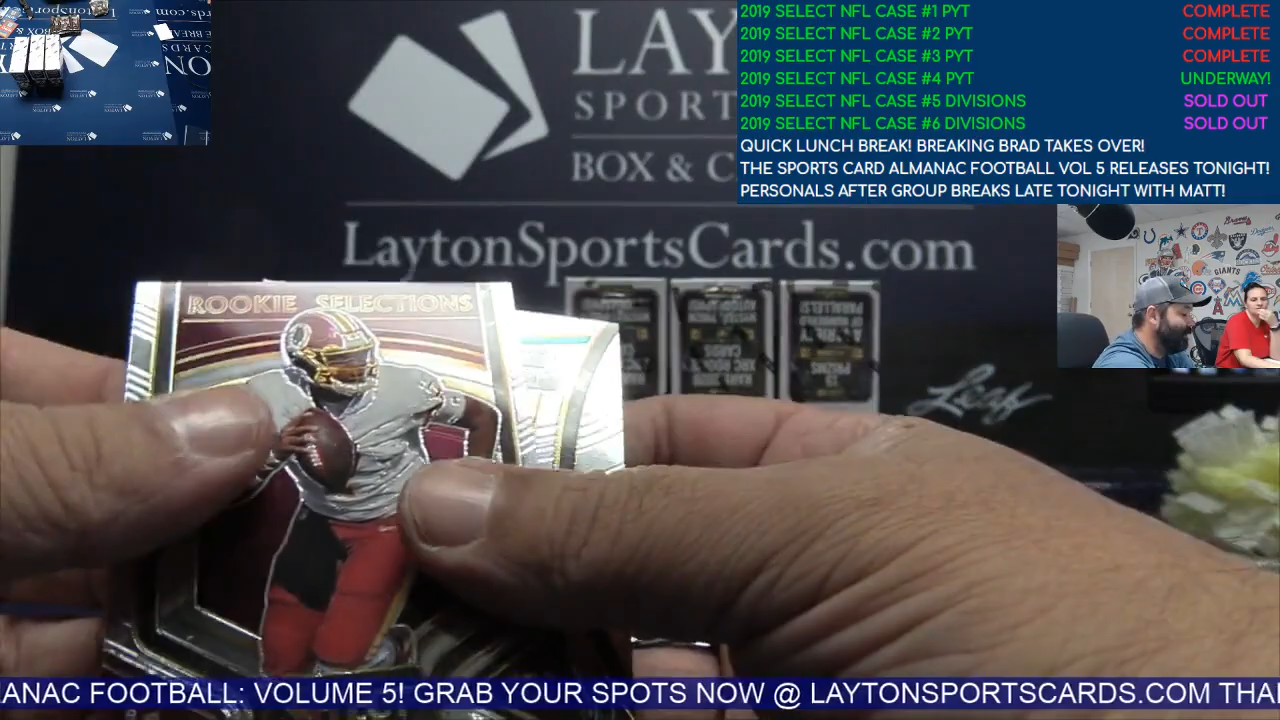 2019 SELECT NFL CASE #1 PYT COMPLETE
2019 SELECT NFL CASE #2 PYT COMPLETE
2019 SELECT NFL CASE #3 PYT COMPLETE
2019 SELECT NFL CASE #4 PYT UNDERWAY!
2019 SELECT NFL CASE #5 DIVISIONS SOLD OUT
2019 SELECT NFL CASE #6 DIVISIONS SOLD OUT
QUICK LUNCH BREAK! BREAKING BRAD TAKES OVER!
THE SPORTS CARD ALMANAC FOOTBALL VOL 5 RELEASES TONIGHT!
PERSONALS AFTER GROUP BREAKS LATE TONIGHT WITH MATT!
LAY
SPORT
BOX & C
LaytonSportsCards.com
ROOKIE SELECTIONS
Leaf
GIANTS
ANAC FOOTBALL: VOLUME 5! GRAB YOUR SPOTS NOW @ LAYTONSPORTSCARDS.COM THA